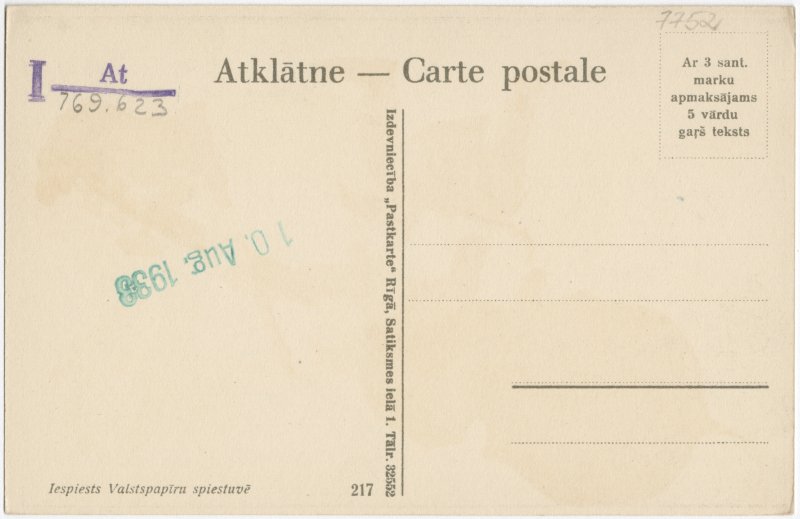 7752
I At
769.623
Atklātne — Carte postale
Ar 3 sant.
marku
apmaksājams
5 vārdu
gaŗš teksts
10. Aug. 1938
Izdevniecība „Pastkarte“ Rīgā, Satiksmes ielā 1. Tālr. 32552
Iespiests Valstspapīru spiestuvē
217